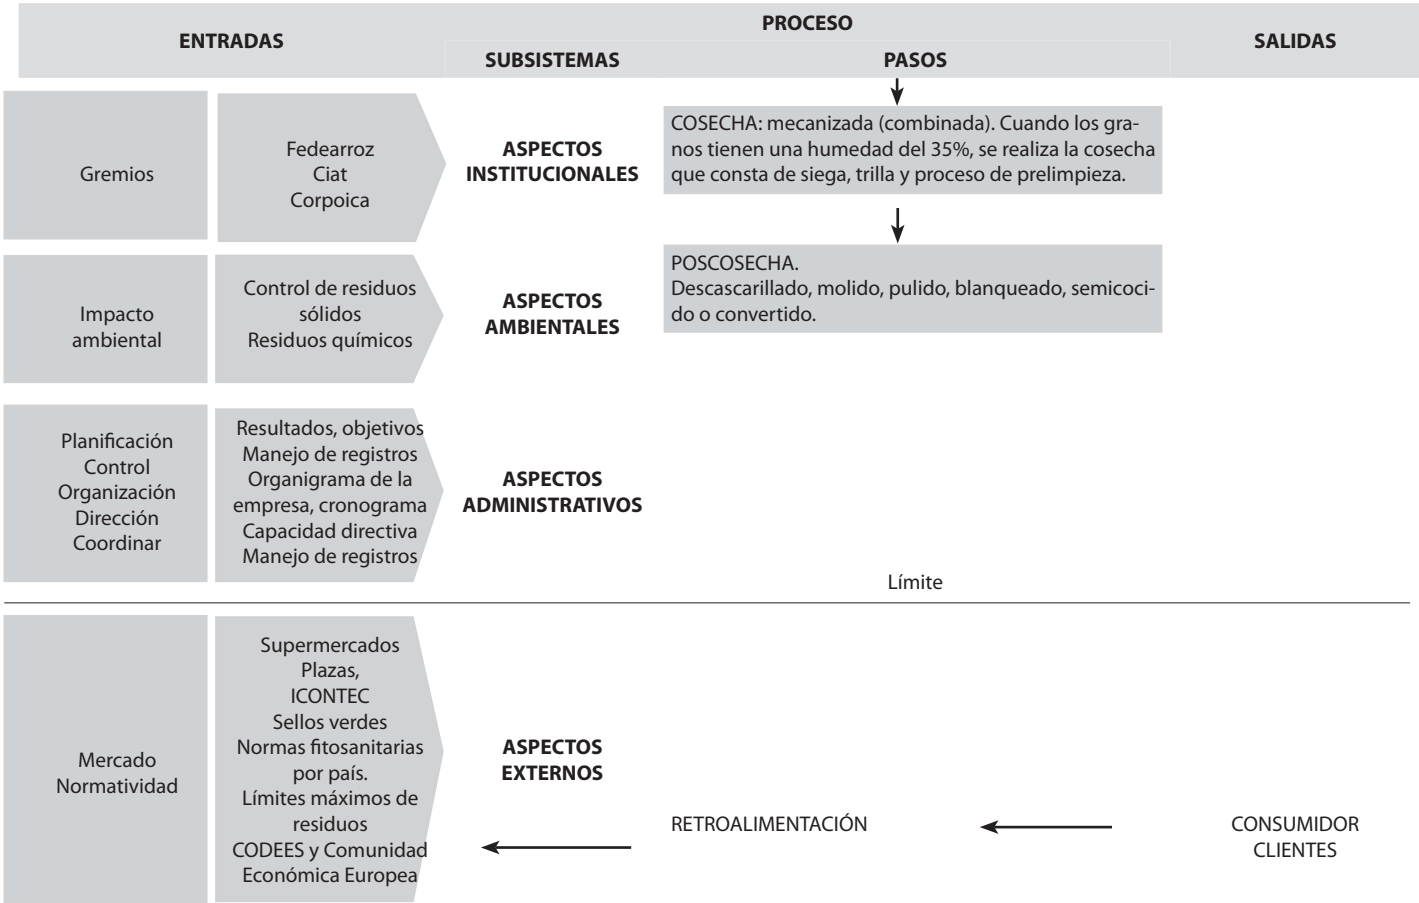 ENTRADAS
PROCESO
SUBSISTEMAS
PASOS
SALIDAS
Gremios
Fedearroz
Ciat
Corpoica
ASPECTOS
INSTITUCIONALES
COSECHA: mecanizada (combinada). Cuando los gra-
nos tienen una humedad del 35%, se realiza la cosecha
que consta de siega, trilla y proceso de prelimpieza.
Impacto
ambiental
Control de residuos
sólidos
Residuos químicos
ASPECTOS
AMBIENTALES
POSCOSECHA.
Descascarillado, molido, pulido, blanqueado, semicoci-
do o convertido.
Planificación
Control
Organización
Dirección
Coordinar
Resultados, objetivos
Manejo de registros
Organigrama de la
empresa, cronograma
Capacidad directiva
Manejo de registros
ASPECTOS
ADMINISTRATIVOS
Límite
Mercado
Normatividad
Supermercados
Plazas,
ICONTEC
Sellos verdes
Normas fitosanitarias
por país.
Límites máximos de
residuos
CODEES y Comunidad
Económica Europea
ASPECTOS
EXTERNOS
RETROALIMENTACIÓN
CONSUMIDOR
CLIENTES